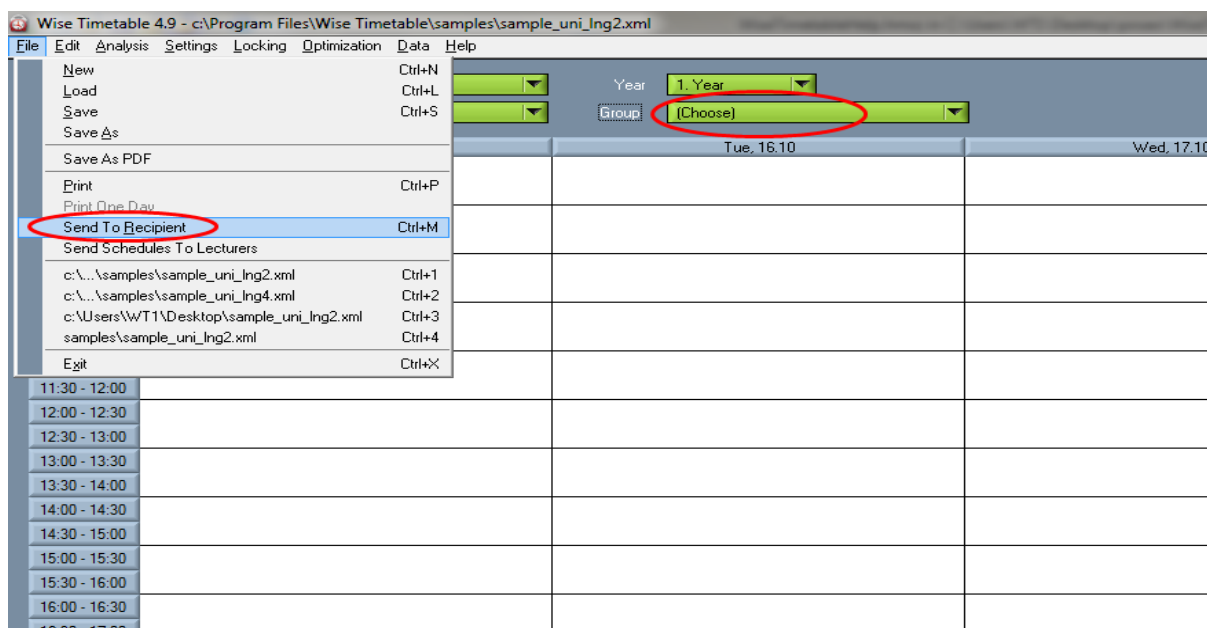 Wise Timetable 4.9 - c:\Program Files\Wise Timetable\samples\sample_uni_lng2.xml
File Edit Analysis Settings Locking Optimization Data Help
New Ctrl+N
Load Ctrl+L
Save Ctrl+S
Save As
Save As PDF
Print Ctrl+P
Print One Day
Send To Recipient Ctrl+M
Send Schedules To Lecturers
c:\...\samples\sample_uni_lng2.xml Ctrl+1
c:\...\samples\sample_uni_lng4.xml Ctrl+2
c:\Users\WT1\Desktop\sample_uni_lng2.xml Ctrl+3
samples\sample_uni_lng2.xml Ctrl+4
Exit Ctrl+X
Year 1. Year
Group (Choose)
Tue, 16.10 Wed, 17.10
11:30 - 12:00
12:00 - 12:30
12:30 - 13:00
13:00 - 13:30
13:30 - 14:00
14:00 - 14:30
14:30 - 15:00
15:00 - 15:30
15:30 - 16:00
16:00 - 16:30